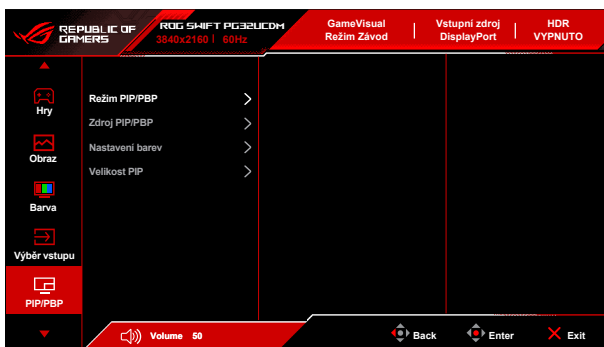 REPUBLIC OF
GAMERS
ROG SWIFT PG32UCDM
3840x2160 | 60Hz
GameVisual
Režim Závod
Vstupní zdroj
DisplayPort
HDR
VYPNUTO
Hry
Obraz
Barva
Výběr vstupu
PIP/PBP
Režim PIP/PBP
Zdroj PIP/PBP
Nastavení barev
Velikost PIP
Volume 50
Back
Enter
Exit